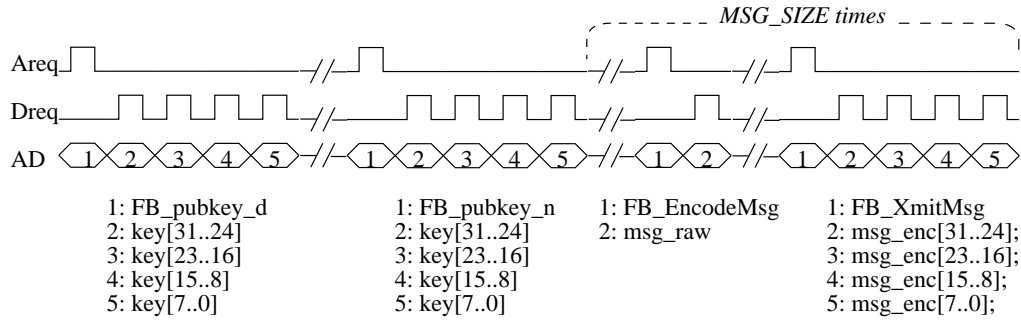 MSG_SIZE times
Areq
Dreq
AD 1 2 3 4 5 1 2 3 4 5 1 2 1 2 3 4 5
1: FB_pubkey_d
2: key[31..24]
3: key[23..16]
4: key[15..8]
5: key[7..0]
1: FB_pubkey_n
2: key[31..24]
3: key[23..16]
4: key[15..8]
5: key[7..0]
1: FB_EncodeMsg
2: msg_raw
1: FB_XmitMsg
2: msg_enc[31..24];
3: msg_enc[23..16];
4: msg_enc[15..8];
5: msg_enc[7..0];